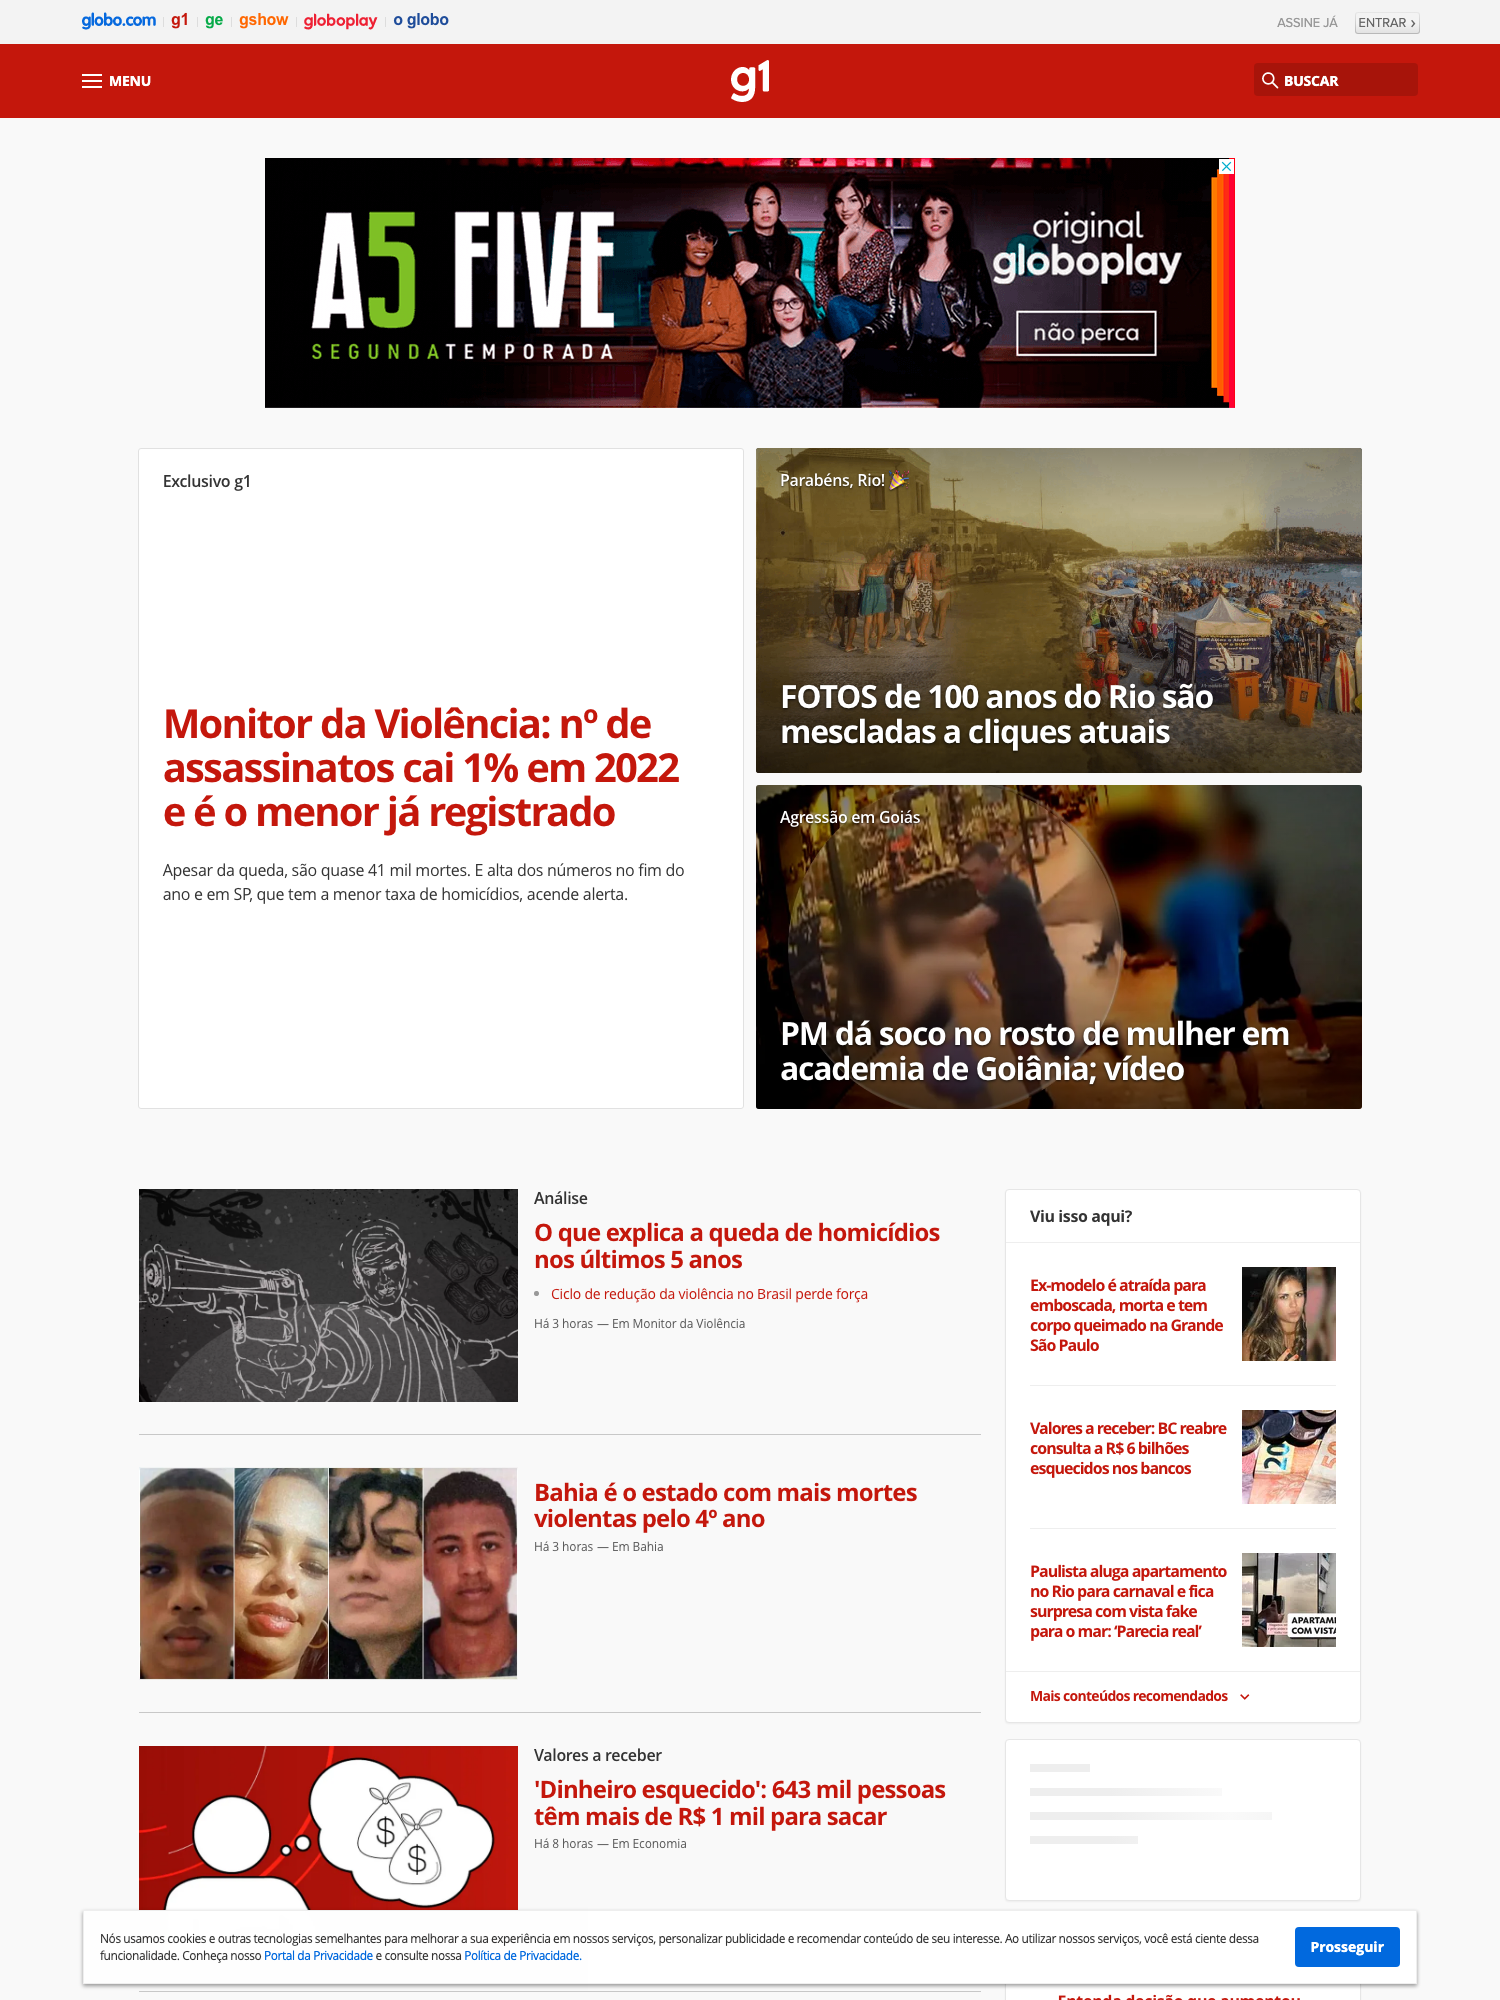 globo.com g1 ge gshow globoplay o globo
ASSINE JÁ ENTRAR ›
MENU
g1
BUSCAR
A5 FIVE
SEGUNDATEMPORADA
original
globoplay
não perca
Exclusivo g1
Monitor da Violência: nº de
assassinatos cai 1% em 2022
e é o menor já registrado
Apesar da queda, são quase 41 mil mortes. E alta dos números no fim do
ano e em SP, que tem a menor taxa de homicídios, acende alerta.
Parabéns, Rio! 🎉
SUP
FOTOS de 100 anos do Rio são
mescladas a cliques atuais
Agressão em Goiás
PM dá soco no rosto de mulher em
academia de Goiânia; vídeo
Análise
O que explica a queda de homicídios
nos últimos 5 anos
Ciclo de redução da violência no Brasil perde força
Há 3 horas — Em Monitor da Violência
Bahia é o estado com mais mortes
violentas pelo 4º ano
Há 3 horas — Em Bahia
Valores a receber
'Dinheiro esquecido': 643 mil pessoas
têm mais de R$ 1 mil para sacar
Há 8 horas — Em Economia
$
$
Viu isso aqui?
Ex-modelo é atraída para
emboscada, morta e tem
corpo queimado na Grande
São Paulo
Valores a receber: BC reabre
consulta a R$ 6 bilhões
esquecidos nos bancos
20
50
Paulista aluga apartamento
no Rio para carnaval e fica
surpresa com vista fake
para o mar: ‘Parecia real’
APARTAM
COM VISTA
Mais conteúdos recomendados
Nós usamos cookies e outras tecnologias semelhantes para melhorar a sua experiência em nossos serviços, personalizar publicidade e recomendar conteúdo de seu interesse. Ao utilizar nossos serviços, você está ciente dessa
funcionalidade. Conheça nosso Portal da Privacidade e consulte nossa Política de Privacidade.
Prosseguir
Entenda decisão que aumentou